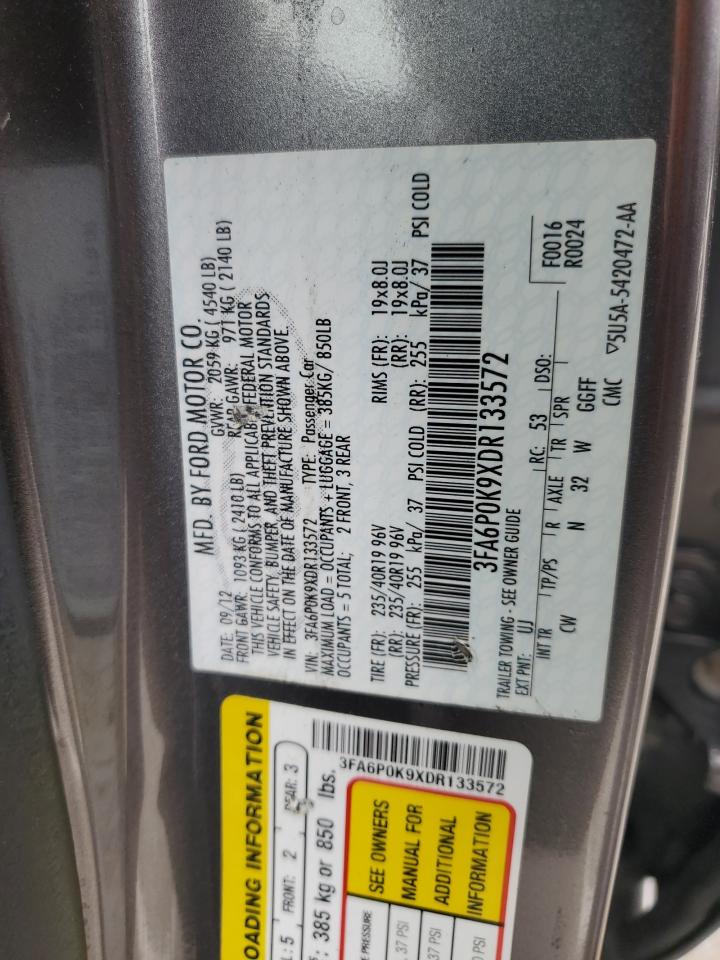 MFD. BY FORD MOTOR CO.
DATE: 09/12 GVWR: 2059 KG ( 4540 LB)
FRONT GAWR: 1093 KG ( 2410 LB) REAR GAWR: 971 KG ( 2140 LB)
THIS VEHICLE CONFORMS TO ALL APPLICABLE FEDERAL MOTOR
VEHICLE SAFETY, BUMPER, AND THEFT PREVENTION STANDARDS
IN EFFECT ON THE DATE OF MANUFACTURE SHOWN ABOVE.
VIN: 3FA6P0K9XDR133572 TYPE: Passenger Car
MAXIMUM LOAD = OCCUPANTS + LUGGAGE = 385KG/ 850LB
OCCUPANTS = 5 TOTAL; 2 FRONT, 3 REAR
TIRE (FR): 235/40R19 96V RIMS (FR): 19x8.0J
(RR): 235/40R19 96V (RR): 19x8.0J
PRESSURE (FR): 255 kPa/ 37 PSI COLD (RR): 255 kPa/ 37 PSI COLD
3FA6P0K9XDR133572
TRAILER TOWING - SEE OWNER GUIDE
F0016
R0024
EXT PNT: UJ RC: 53 DSO:
INT TR TP/PS R AXLE TR SPR
CW N 32 W GGFF
CMC ▽5U5A-5420472-AA
OADING INFORMATION
L: 5 FRONT: 2 REAR: 3
: 385 kg or 850 lbs.
3FA6P0K9XDR133572
PRESSURE SEE OWNERS
37 PSI MANUAL FOR
37 PSI ADDITIONAL
PSI INFORMATION